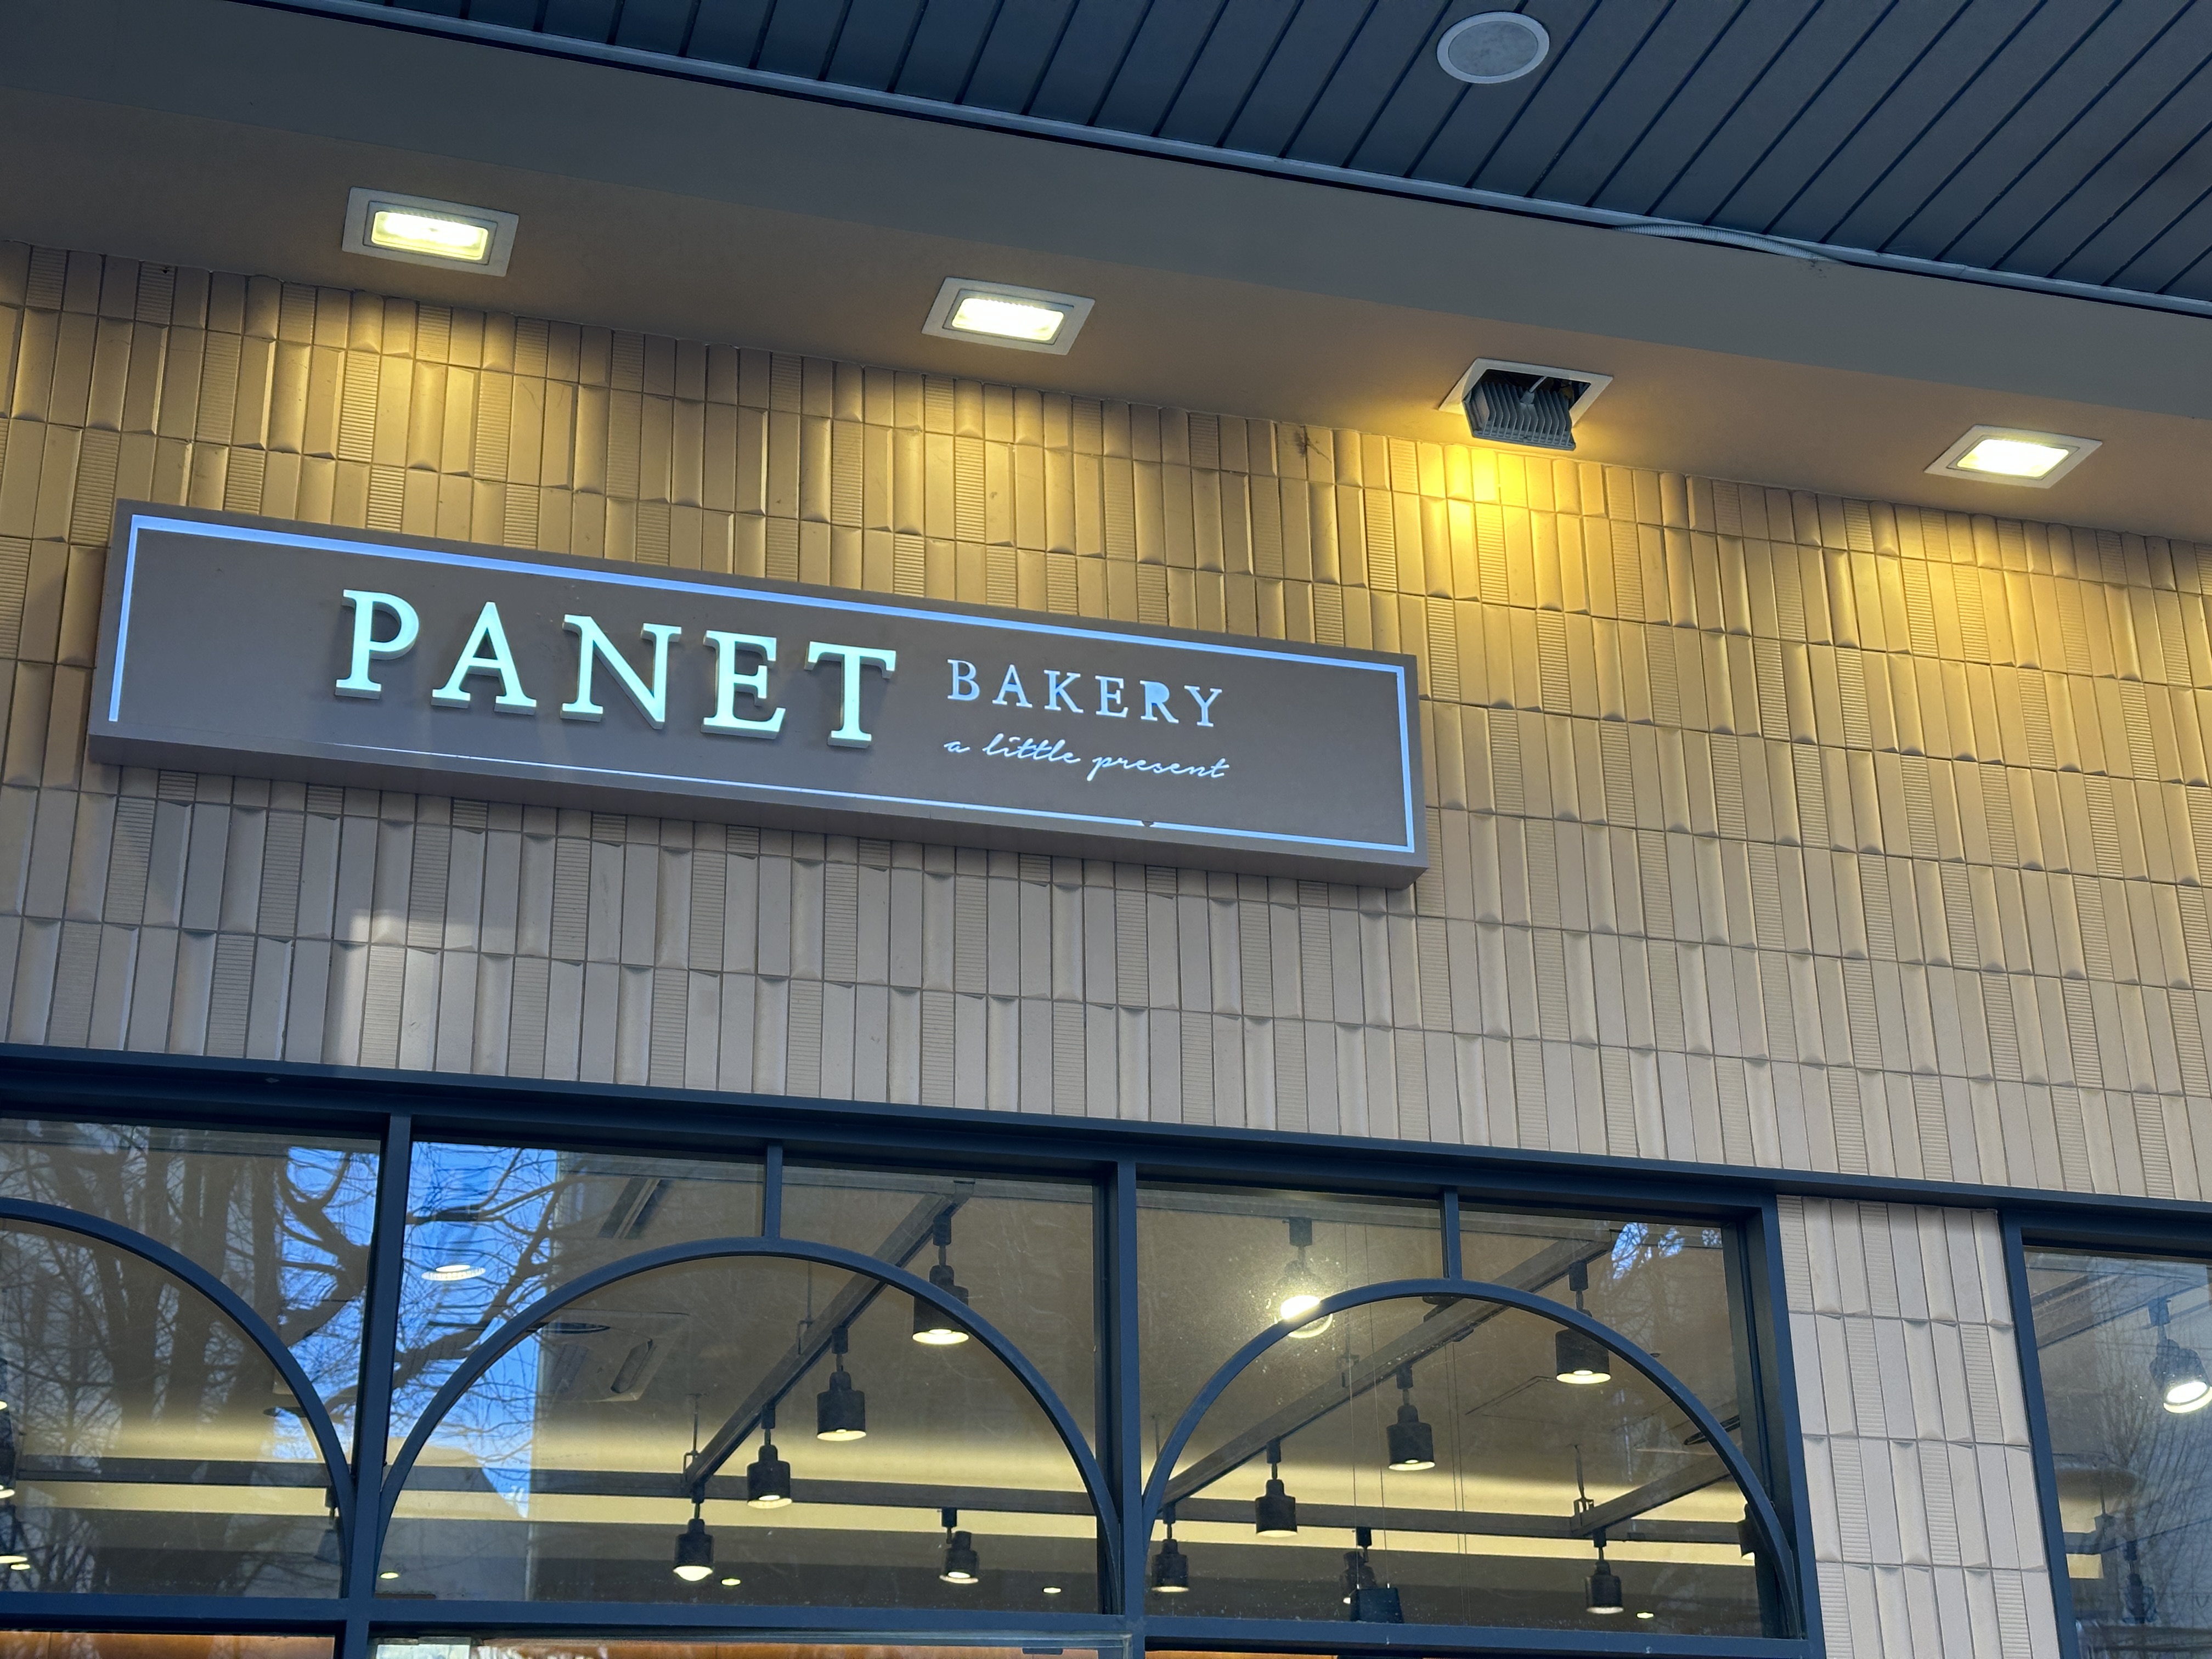 PANET BAKERY
a little present